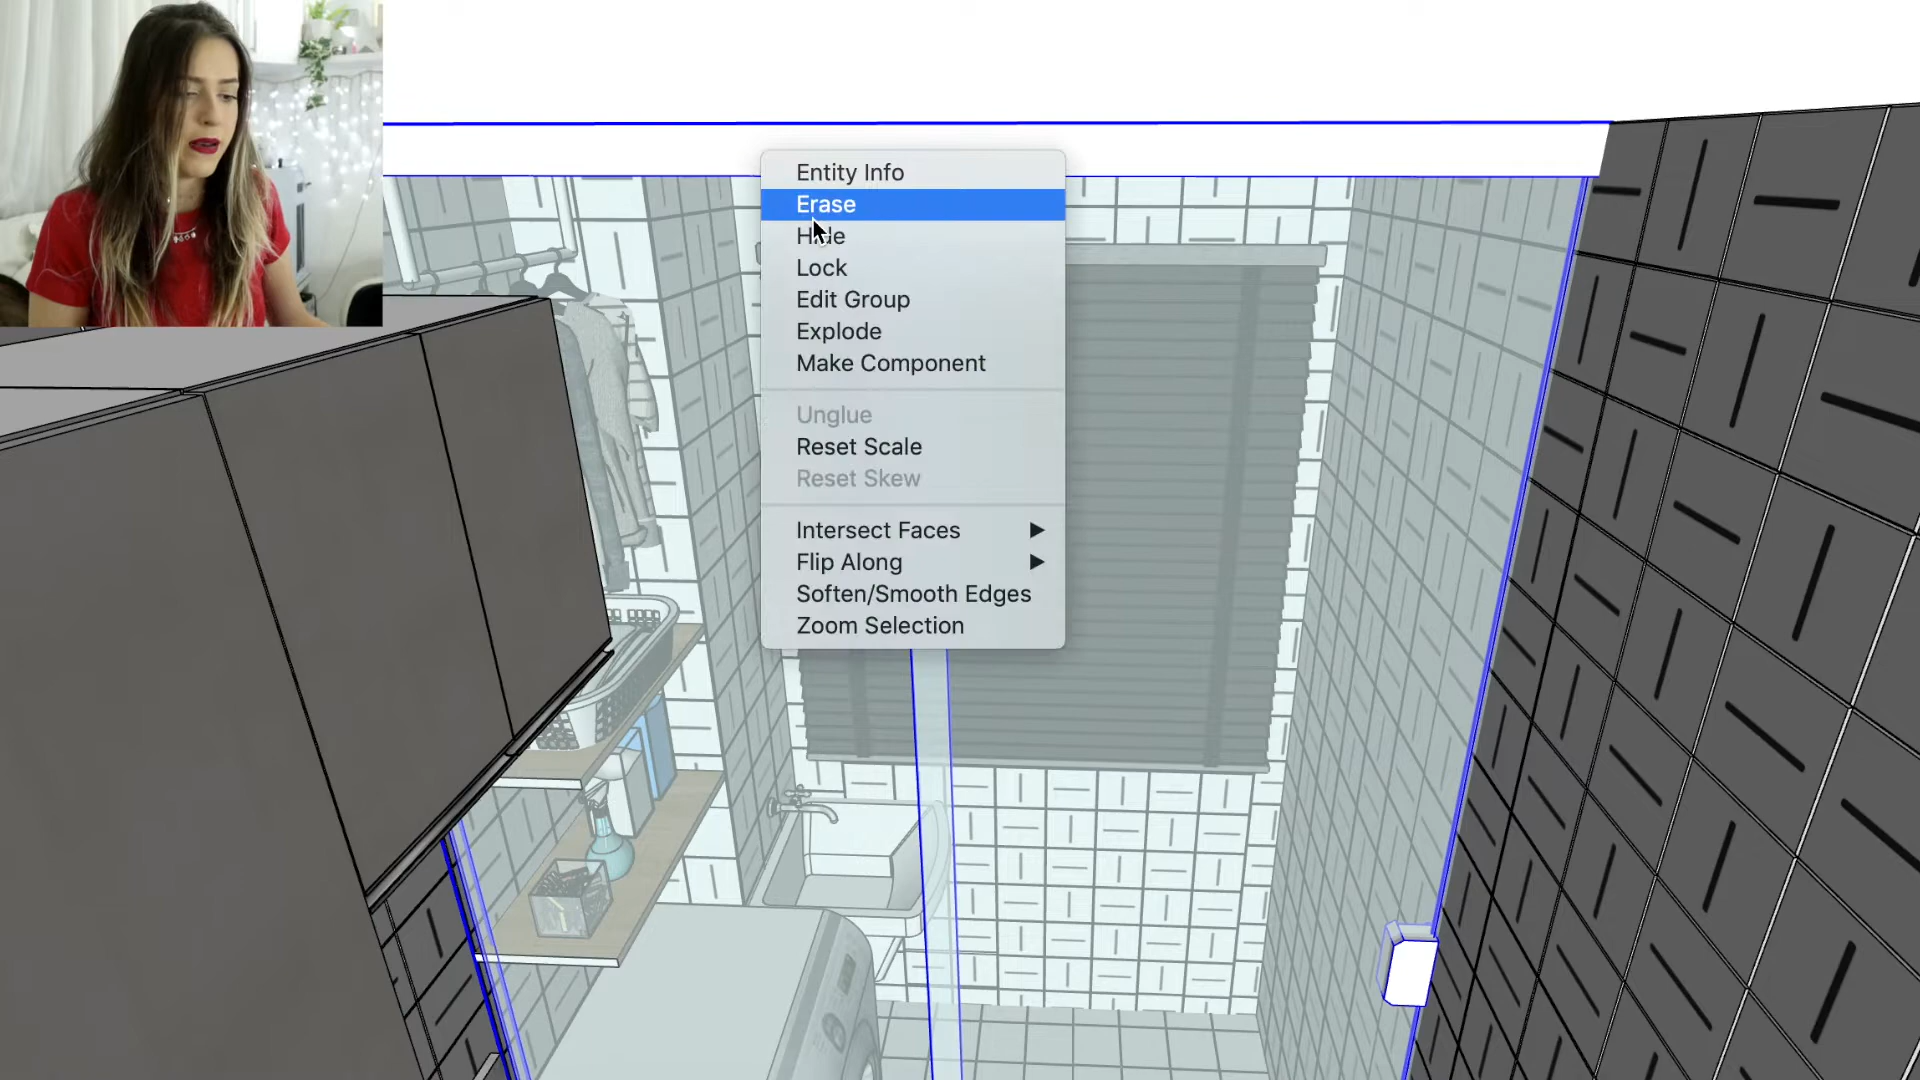 Entity Info
Erase
Hide
Lock
Edit Group
Explode
Make Component
Unglue
Reset Scale
Reset Skew
Intersect Faces
Flip Along
Soften/Smooth Edges
Zoom Selection